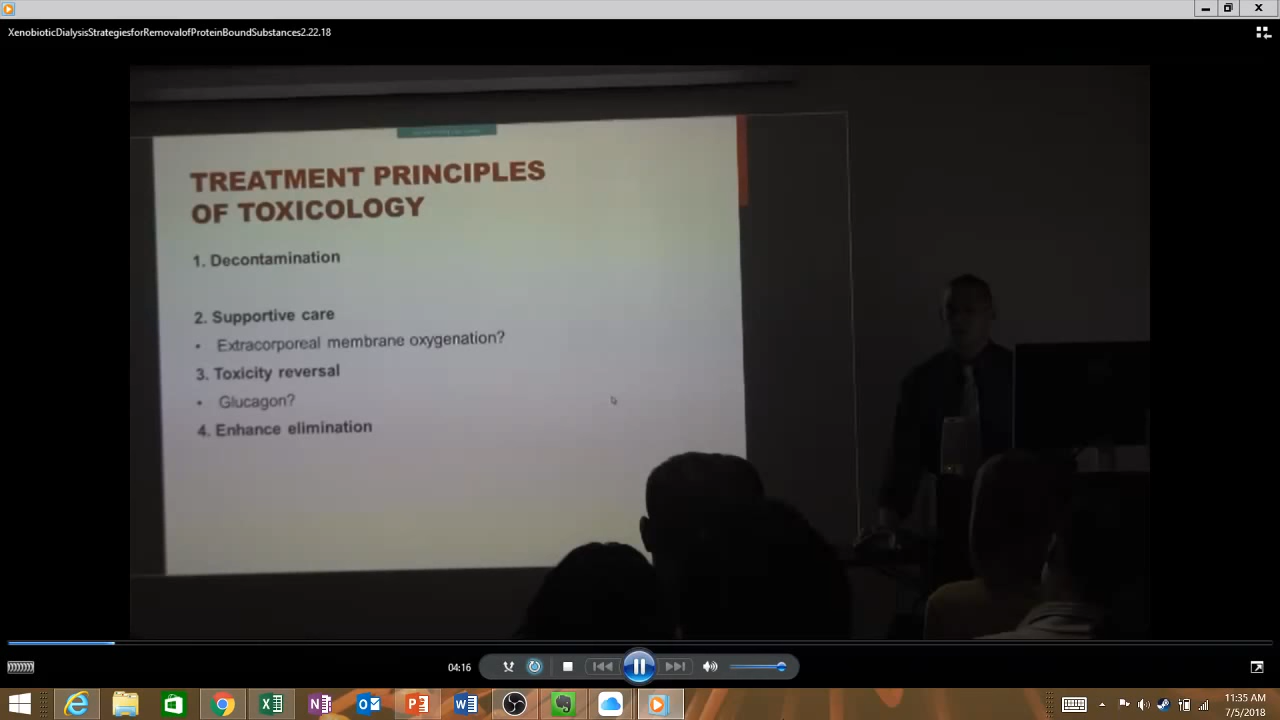 XenobioticDialysisStrategiesforRemovalofProteinBoundSubstances2.22.18
TREATMENT PRINCIPLES
OF TOXICOLOGY
1. Decontamination
2. Supportive care
• Extracorporeal membrane oxygenation?
3. Toxicity reversal
• Glucagon?
4. Enhance elimination
04:16
11:35 AM
7/5/2018